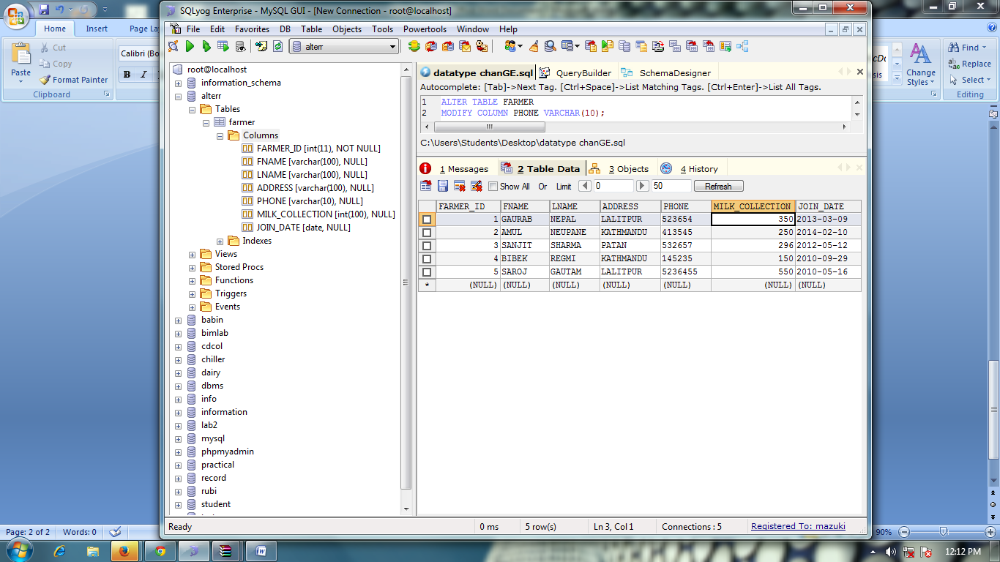 SQLyog Enterprise - MySQL GUI - [New Connection - root@localhost]
Home Insert Page La
File Edit Favorites DB Table Objects Tools Powertools Window Help
Paste
Cut
Copy
Format Painter
Clipboard
Calibri (Bo
B I
alterr
root@localhost
information_schema
alterr
Tables
farmer
Columns
FARMER_ID [int(11), NOT NULL]
FNAME [varchar(100), NULL]
LNAME [varchar(100), NULL]
ADDRESS [varchar(100), NULL]
PHONE [varchar(10), NULL]
MILK_COLLECTION [int(100), NULL]
JOIN_DATE [date, NULL]
Indexes
Views
Stored Procs
Functions
Triggers
Events
babin
bimlab
cdcol
chiller
dairy
dbms
info
information
lab2
mysql
phpmyadmin
practical
record
rubi
student
datatype chanGE.sql QueryBuilder SchemaDesigner
Autocomplete: [Tab]->Next Tag. [Ctrl+Space]->List Matching Tags. [Ctrl+Enter]->List All Tags.
1 ALTER TABLE FARMER
2 MODIFY COLUMN PHONE VARCHAR(10);
C:\Users\Students\Desktop\datatype chanGE.sql
1 Messages 2 Table Data 3 Objects 4 History
Show All Or Limit 0 50 Refresh
FARMER_ID FNAME LNAME ADDRESS PHONE MILK_COLLECTION JOIN_DATE
1 GAURAB NEPAL LALITPUR 523654 350 2013-03-09
2 AMUL NEUPANE KATHMANDU 413545 250 2014-02-10
3 SANJIT SHARMA PATAN 532657 296 2012-05-12
4 BIBEK REGMI KATHMANDU 145235 150 2010-09-29
5 SAROJ GAUTAM LALITPUR 5236455 550 2010-05-16
* (NULL) (NULL) (NULL) (NULL) (NULL) (NULL) (NULL)
Change
Styles
Find
Replace
Select
Editing
Ready 0 ms 5 row(s) Ln 3, Col 1 Connections : 5 Registered To: mazuki
Page: 2 of 2 Words: 0
90%
12:12 PM